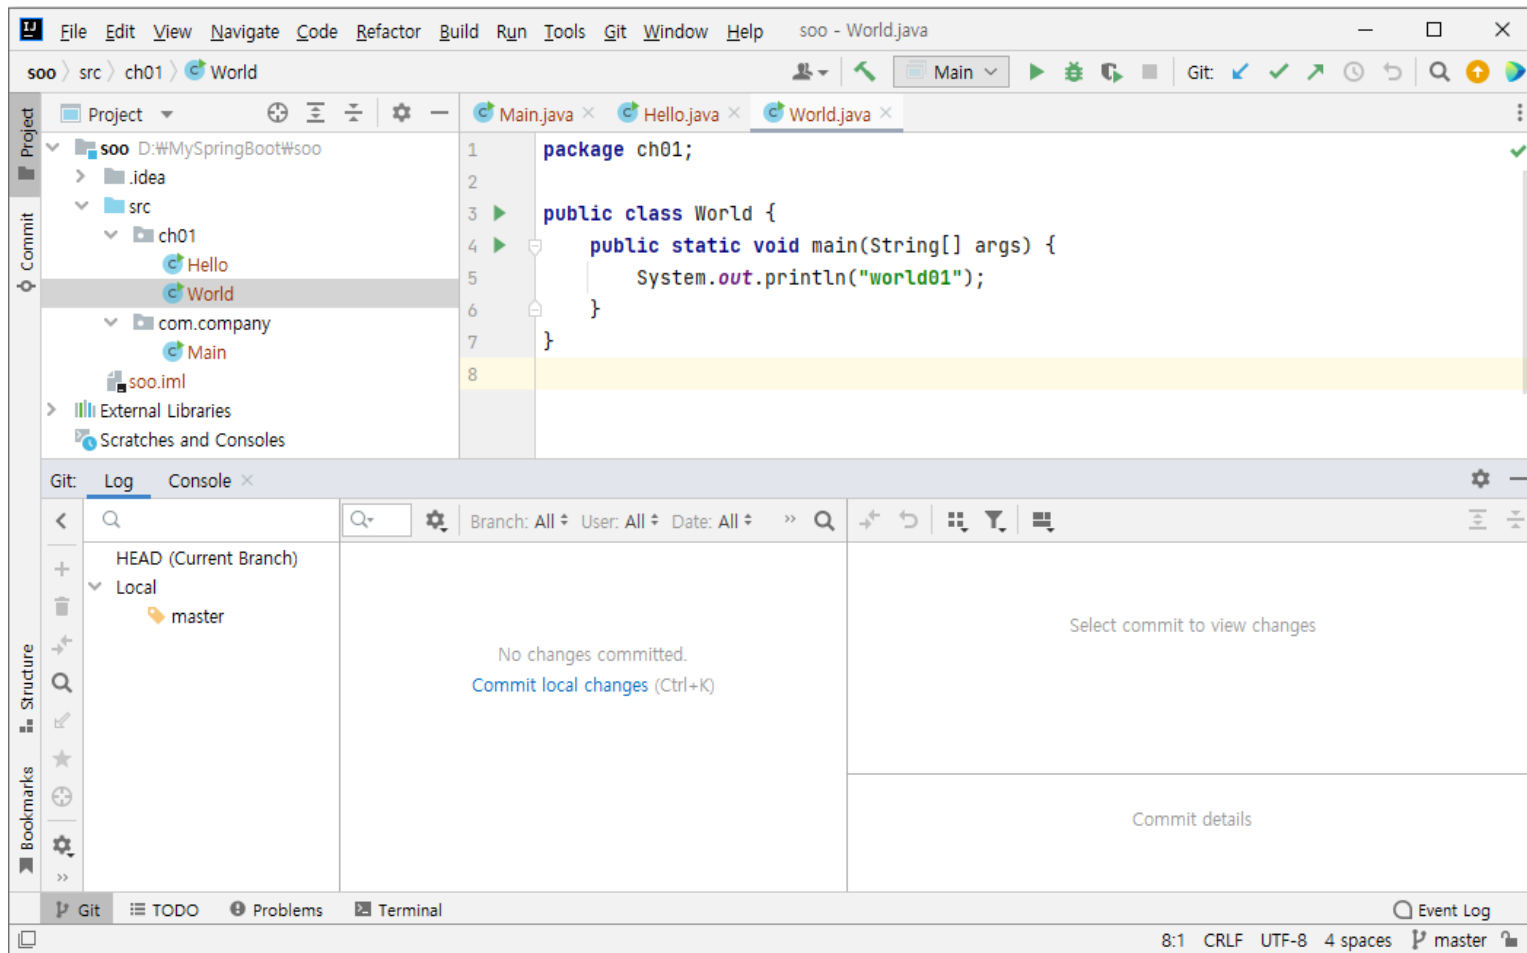 IJ File Edit View Navigate Code Refactor Build Run Tools Git Window Help soo - World.java
soo src ch01 C World Main Git:
Project C Main.java C Hello.java C World.java
Project
Commit
Structure
Bookmarks
soo D:₩MySpringBoot₩soo
.idea
src
ch01
C Hello
C World
com.company
C Main
soo.iml
External Libraries
Scratches and Consoles
1 package ch01;
2
3 public class World {
4 public static void main(String[] args) {
5 System.out.println("world01");
6 }
7 }
8
Git: Log Console
Branch: All User: All Date: All »
HEAD (Current Branch)
Local
master
No changes committed.
Commit local changes (Ctrl+K)
Select commit to view changes
Commit details
»
Git TODO Problems Terminal Event Log
8:1 CRLF UTF-8 4 spaces master